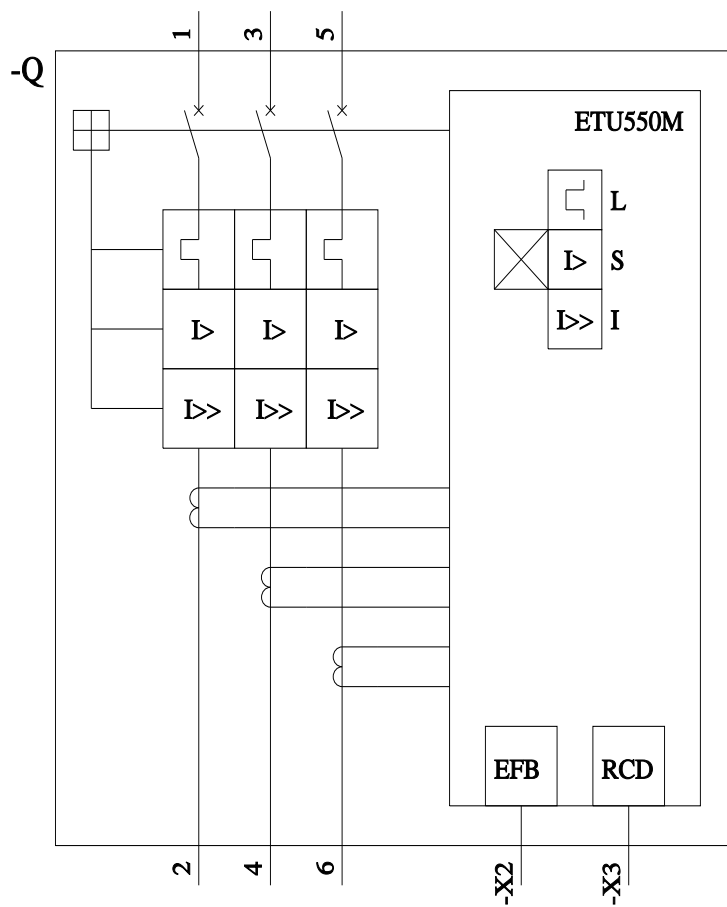 1 3 5
-Q
ETU550M
L
I> S
I>> I
I> I> I>
I>> I>> I>>
EFB RCD
2 4 6 -X2 -X3